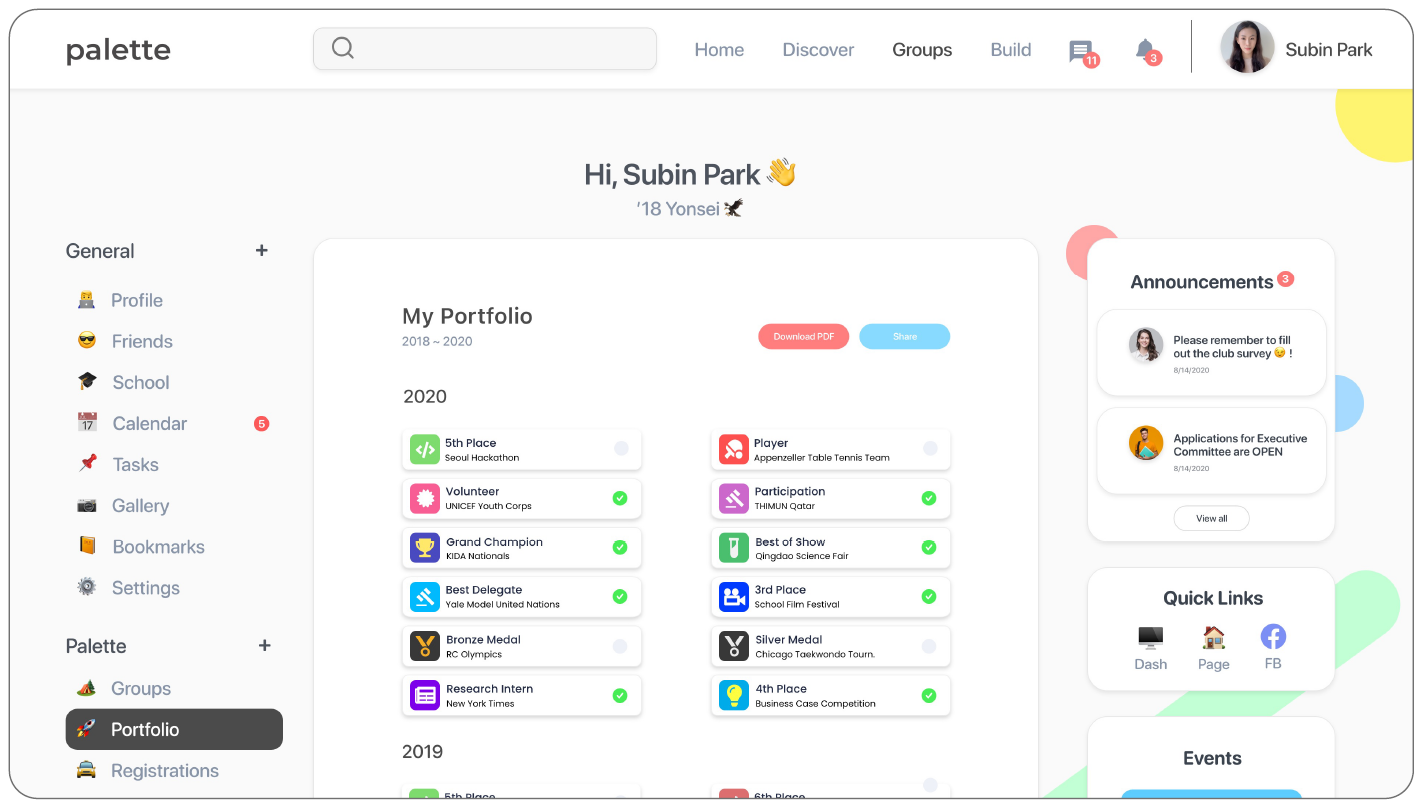 palette
Home
Discover
Groups
Build
11
3
Subin Park
Hi, Subin Park 👋
'18 Yonsei
General +
Profile
Friends
School
Calendar 5
Tasks
Gallery
Bookmarks
Settings
Palette +
Groups
Portfolio
Registrations
My Portfolio
2018 ~ 2020
Download PDF
Share
2020
5th Place
Seoul Hackathon
Player
Appenzeller Table Tennis Team
Volunteer
UNICEF Youth Corps
Participation
THIMUN Qatar
Grand Champion
KIDA Nationals
Best of Show
Qingdao Science Fair
Best Delegate
Yale Model United Nations
3rd Place
School Film Festival
Bronze Medal
RC Olympics
Silver Medal
Chicago Taekwondo Tourn.
Research Intern
New York Times
4th Place
Business Case Competition
2019
5th Place
6th Place
Announcements 3
Please remember to fill
out the club survey 😉 !
8/14/2020
Applications for Executive
Committee are OPEN
8/14/2020
View all
Quick Links
Dash
Page
FB
Events